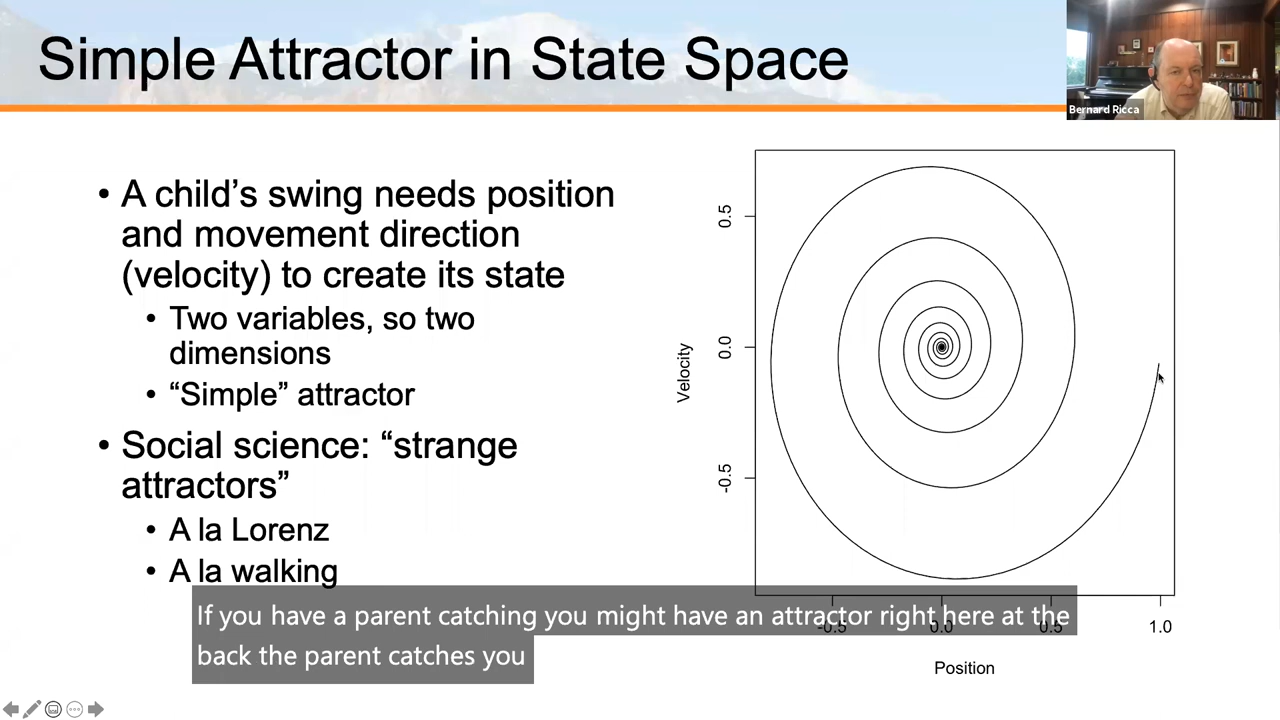 Simple Attractor in State Space
Bernard Ricca
• A child’s swing needs position
and movement direction
(velocity) to create its state
• Two variables, so two
dimensions
• “Simple” attractor
• Social science: “strange
attractors”
• A la Lorenz
• A la walking
0.5
0.0
-0.5
Velocity
-0.5
0.0
0.5
1.0
Position
If you have a parent catching you might have an attractor right here at the
back the parent catches you